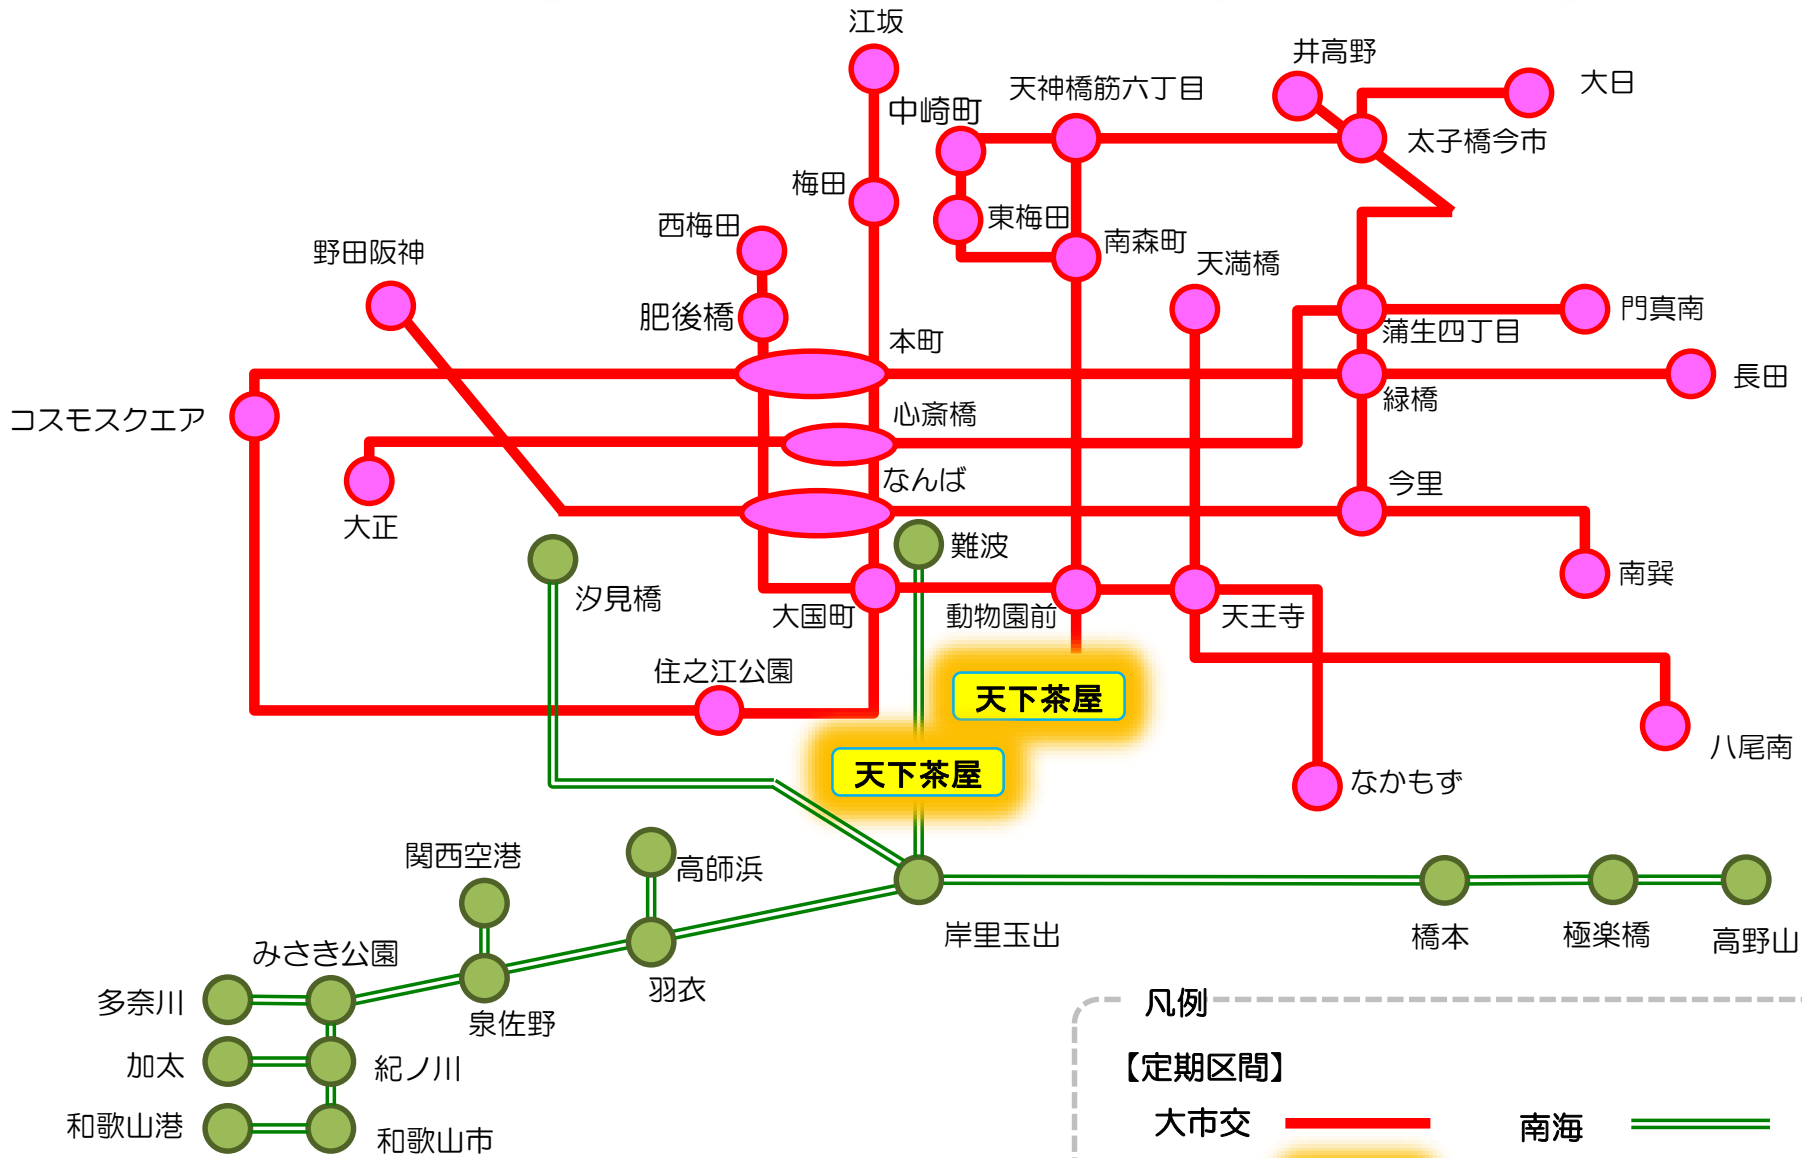 江坂
井高野
大日
天神橋筋六丁目
中崎町
太子橋今市
梅田
西梅田
東梅田
南森町
野田阪神
天満橋
肥後橋
門真南
蒲生四丁目
本町
長田
緑橋
コスモスクエア
心斎橋
なんば
今里
大正
難波
南巽
汐見橋
大国町
動物園前
天王寺
住之江公園
天下茶屋
八尾南
天下茶屋
なかもず
関西空港
高師浜
岸里玉出
橋本
極楽橋
高野山
みさき公園
羽衣
多奈川
泉佐野
凡例
加太
紀ノ川
【定期区間】
和歌山港
和歌山市
大市交
南海